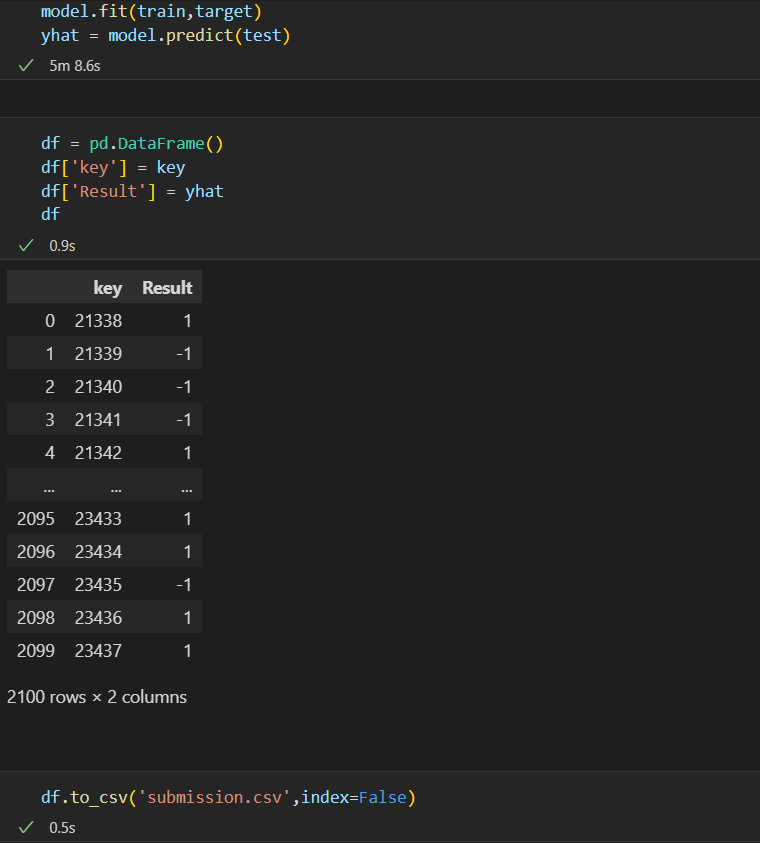 model.fit(train,target)
yhat = model.predict(test)
5m 8.6s
df = pd.DataFrame()
df['key'] = key
df['Result'] = yhat
df
0.9s
key Result
0 21338 1
1 21339 -1
2 21340 -1
3 21341 -1
4 21342 1
... ... ...
2095 23433 1
2096 23434 1
2097 23435 -1
2098 23436 1
2099 23437 1
2100 rows × 2 columns
df.to_csv('submission.csv',index=False)
0.5s